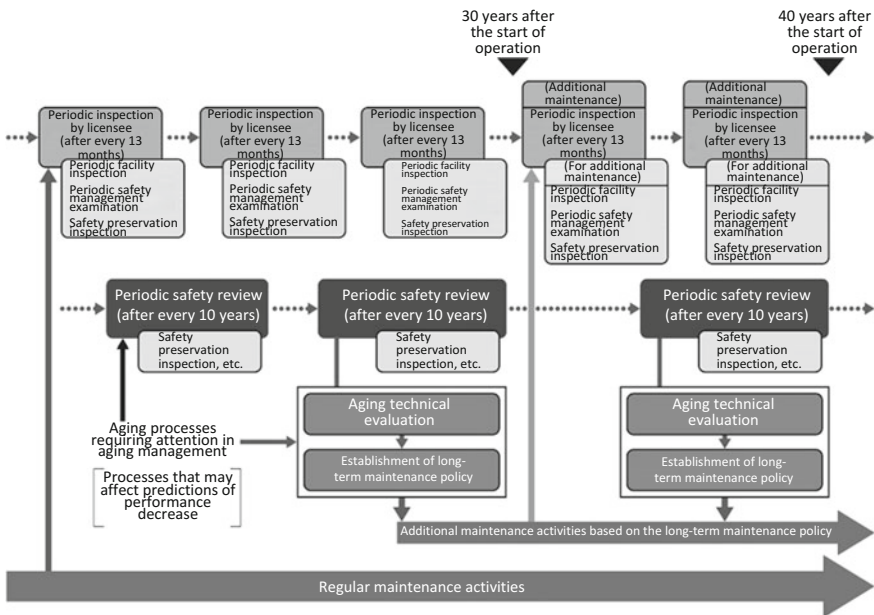 30 years after
the start of
operation
40 years after
the start of
operation
Periodic inspection
by licensee
(after every 13
months)
Periodic facility
inspection
Periodic safety
management
examination
Safety preservation
inspection
Periodic inspection
by licensee
(after every 13
months)
Periodic facility
inspection
Periodic safety
management
examination
Safety preservation
inspection
Periodic inspection
by licensee
(after every 13
months)
Periodic facility
inspection
Periodic safety
management
examination
Safety preservation
inspection
(Additional
maintenance)
Periodic inspection
by licensee
(after every 13
months)
(For additional
maintenance)
Periodic facility
inspection
Periodic safety
management
examination
Safety preservation
inspection
(Additional
maintenance)
Periodic inspection
by licensee
(after every 13
months)
(For additional
maintenance)
Periodic facility
inspection
Periodic safety
management
examination
Safety preservation
inspection
Periodic safety review
(after every 10 years)
Safety
preservation
inspection, etc.
Periodic safety review
(after every 10 years)
Safety
preservation
inspection, etc.
Periodic safety review
(after every 10 years)
Safety
preservation
inspection, etc.
Aging processes
requiring attention in
aging management
Processes that may
affect predictions of
performance
decrease
Aging technical
evaluation
Establishment of long-
term maintenance policy
Aging technical
evaluation
Establishment of long-
term maintenance policy
Additional maintenance activities based on the long-term maintenance policy
Regular maintenance activities